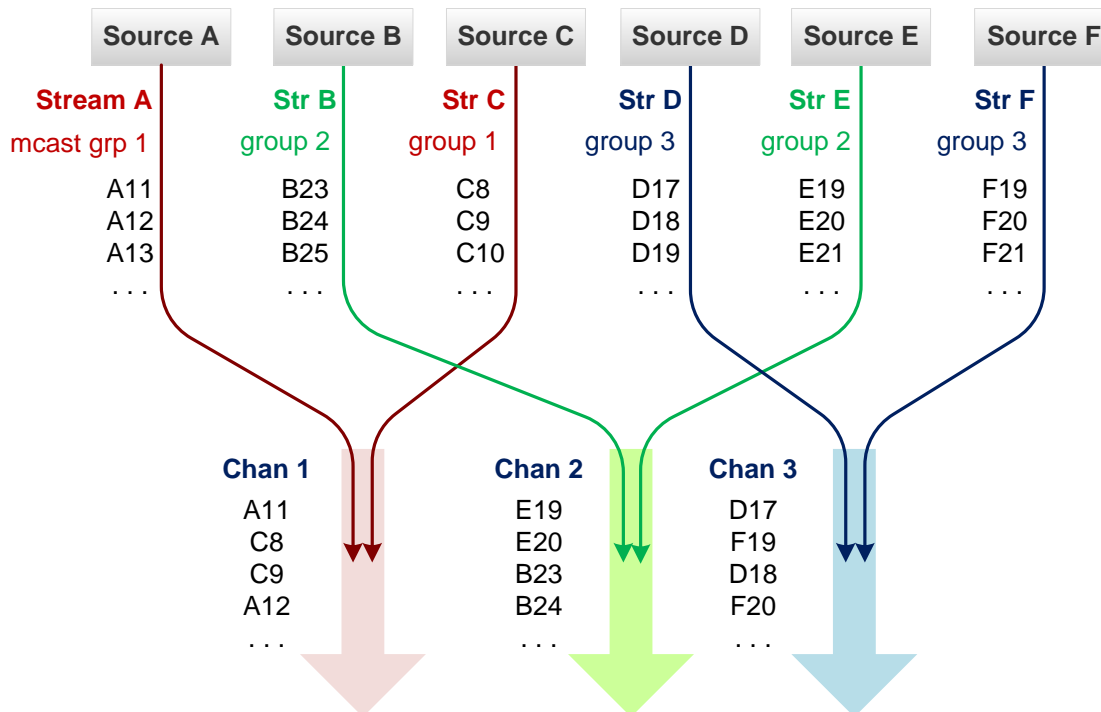 Source A Source B Source C Source D Source E Source F
Stream A Str B Str C Str D Str E Str F
mcast grp 1 group 2 group 1 group 3 group 2 group 3
A11 B23 C8 D17 E19 F19
A12 B24 C9 D18 E20 F20
A13 B25 C10 D19 E21 F21
. . . . . . . . . . . . . . . . . .
Chan 1 Chan 2 Chan 3
A11 E19 D17
C8 E20 F19
C9 B23 D18
A12 B24 F20
. . . . . . . . .